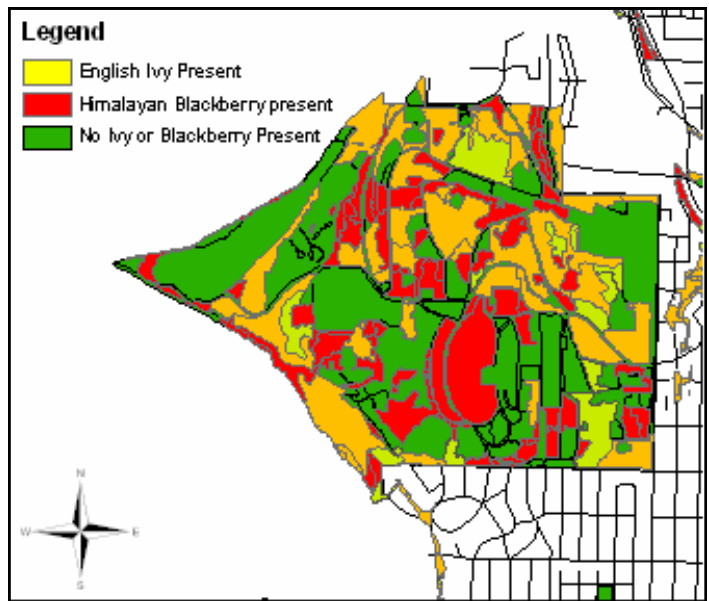 Legend
English Ivy Present
Himalayan Blackberry present
No Ivy or Blackberry Present
N
W E
S